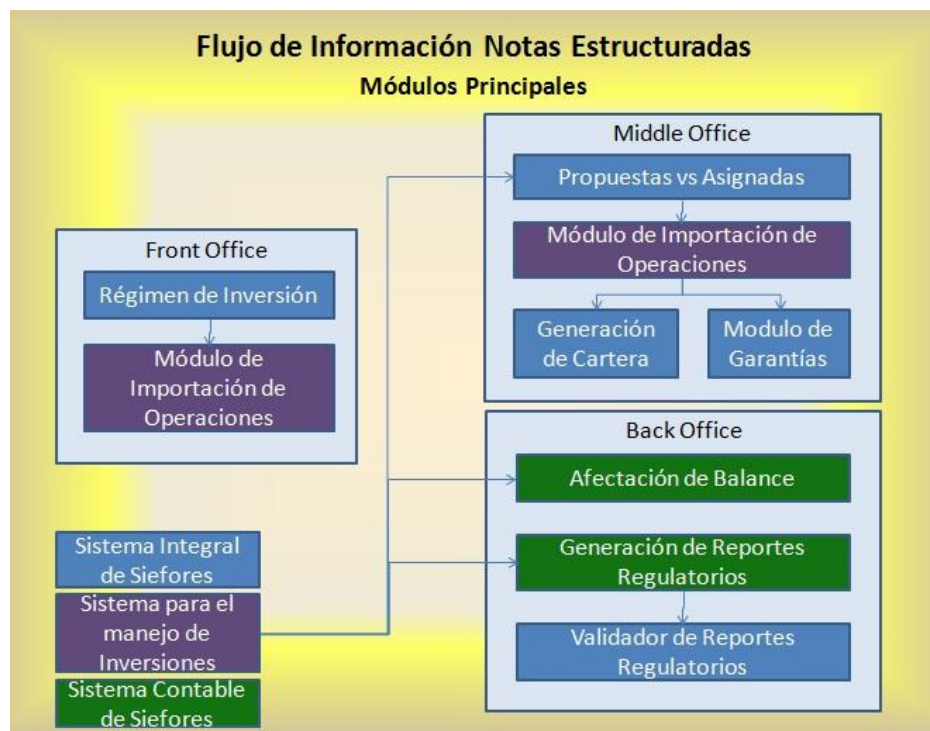 Flujo de Información Notas Estructuradas
Módulos Principales
Front Office
Régimen de Inversión
Módulo de
Importación de
Operaciones
Middle Office
Propuestas vs Asignadas
Módulo de Importación de
Operaciones
Generación
de Cartera
Modulo de
Garantías
Back Office
Afectación de Balance
Generación de Reportes
Regulatorios
Validador de Reportes
Regulatorios
Sistema Integral
de Siefores
Sistema para el
manejo de
Inversiones
Sistema Contable
de Siefores